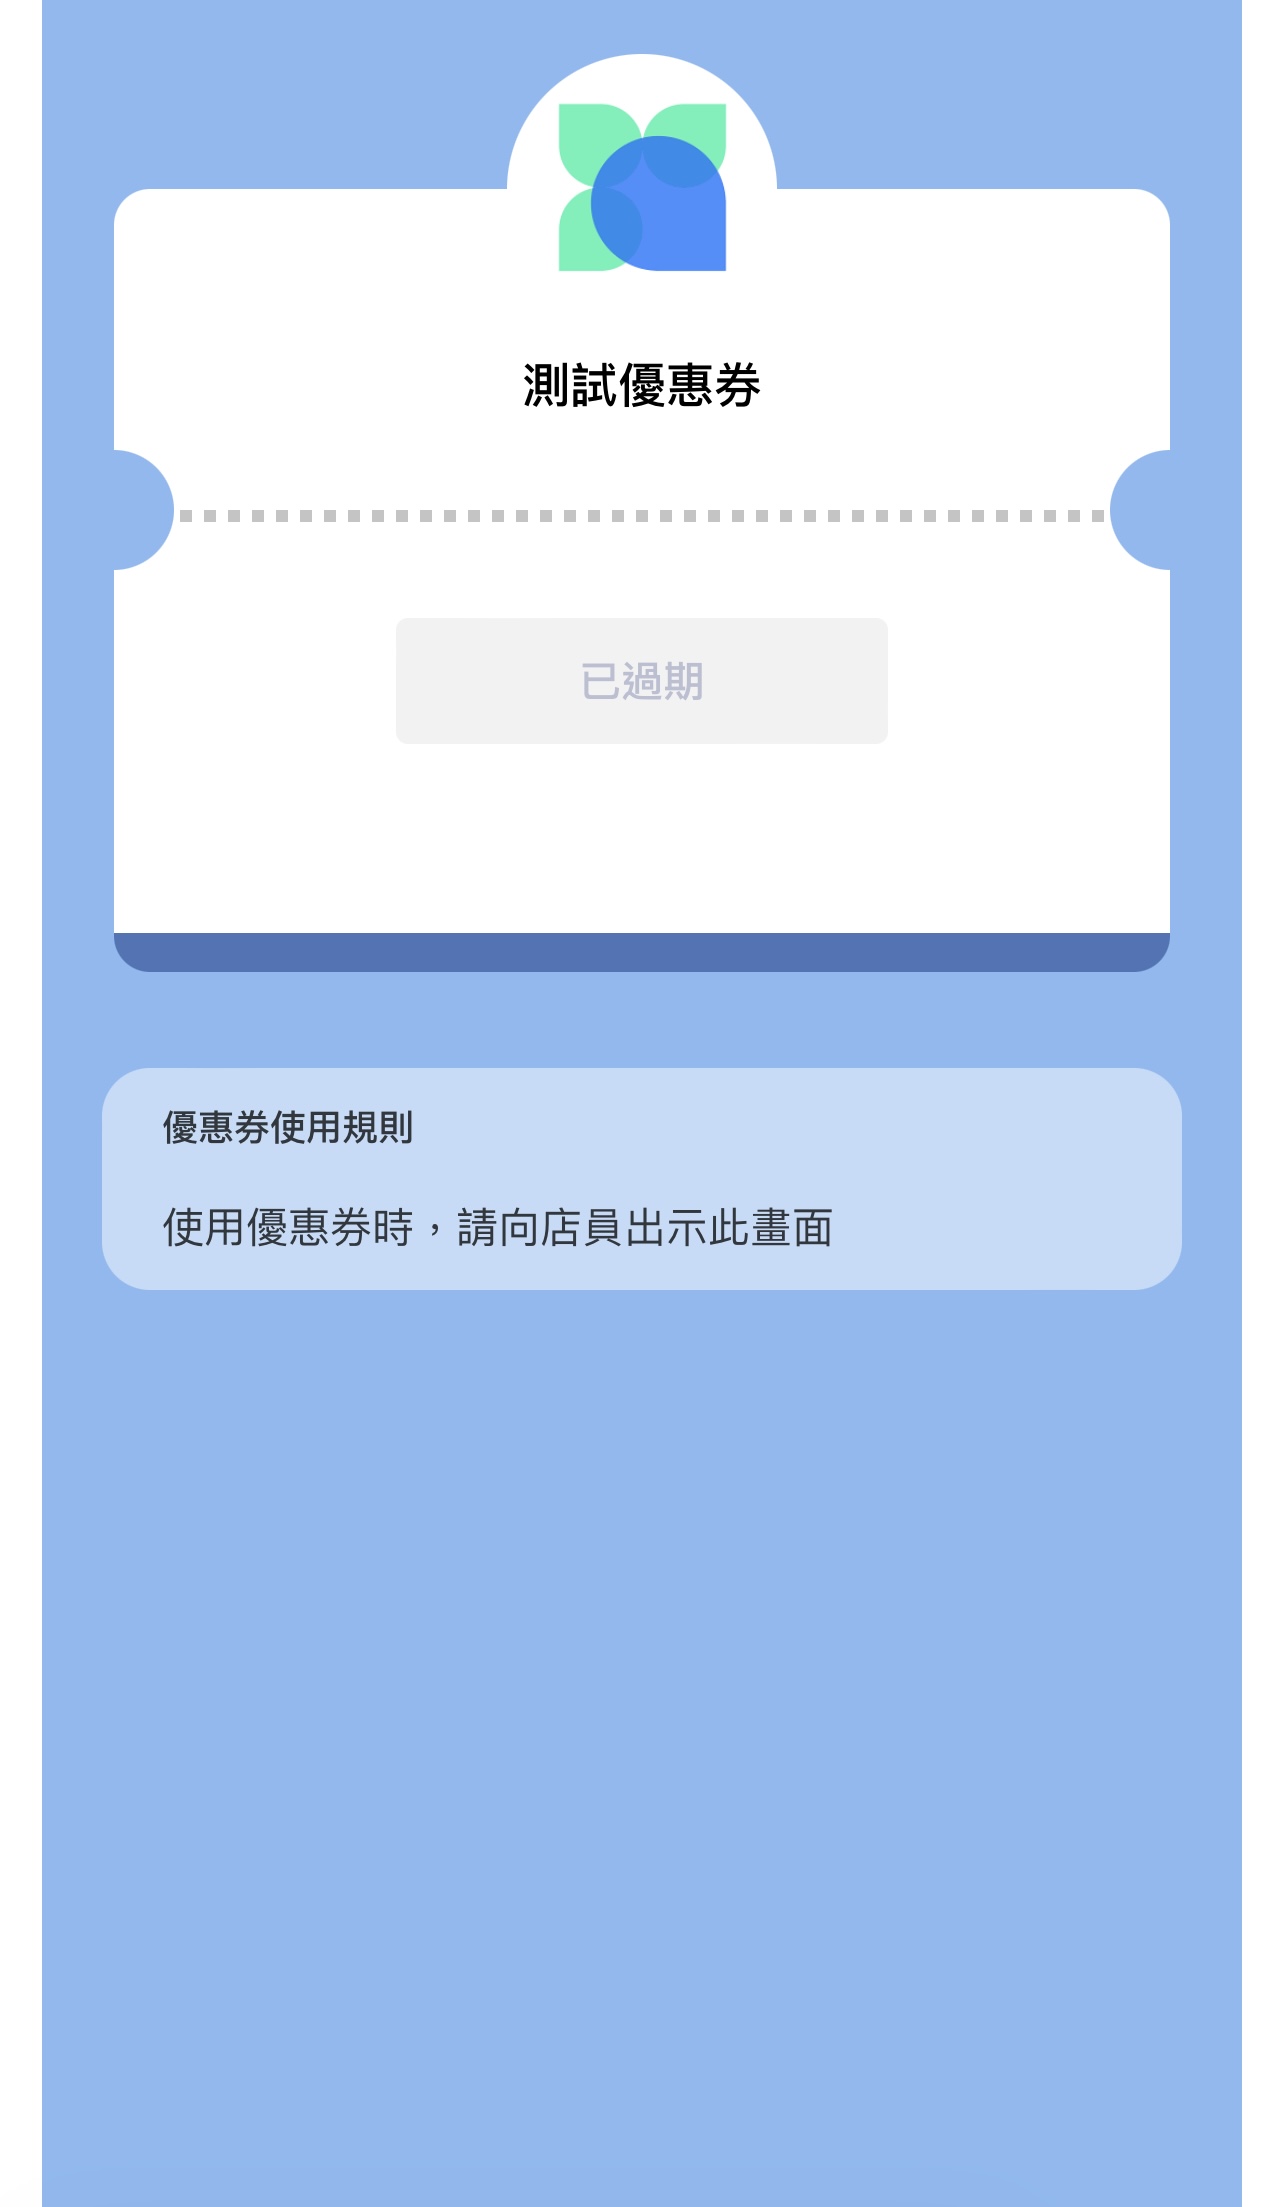 測試優惠券
已過期
優惠券使用規則
使用優惠券時，請向店員出示此畫面